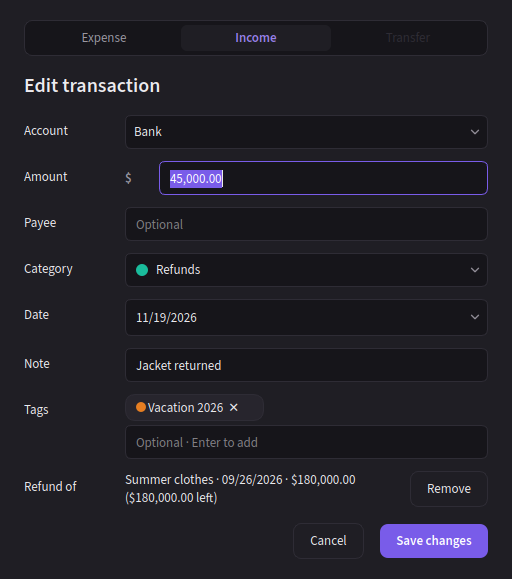 Expense Income Transfer
Edit transaction
Account Bank
Amount $ 45,000.00
Payee Optional
Category Refunds
Date 11/19/2026
Note Jacket returned
Tags Vacation 2026 ✕
Optional · Enter to add
Refund of Summer clothes · 09/26/2026 · $180,000.00
($180,000.00 left)
Remove
Cancel Save changes